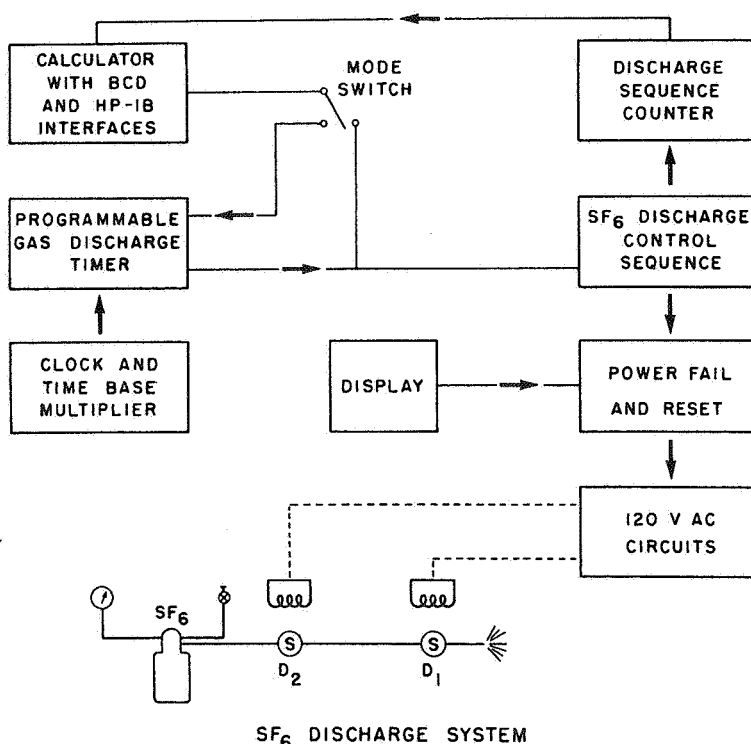 CALCULATOR
WITH BCD
AND HP-IB
INTERFACES
MODE
SWITCH
DISCHARGE
SEQUENCE
COUNTER
PROGRAMMABLE
GAS DISCHARGE
TIMER
SF6 DISCHARGE
CONTROL
SEQUENCE
CLOCK AND
TIME BASE
MULTIPLIER
DISPLAY
POWER FAIL
AND RESET
120 V AC
CIRCUITS
SF6
S
S
D2
D1
SF6 DISCHARGE SYSTEM